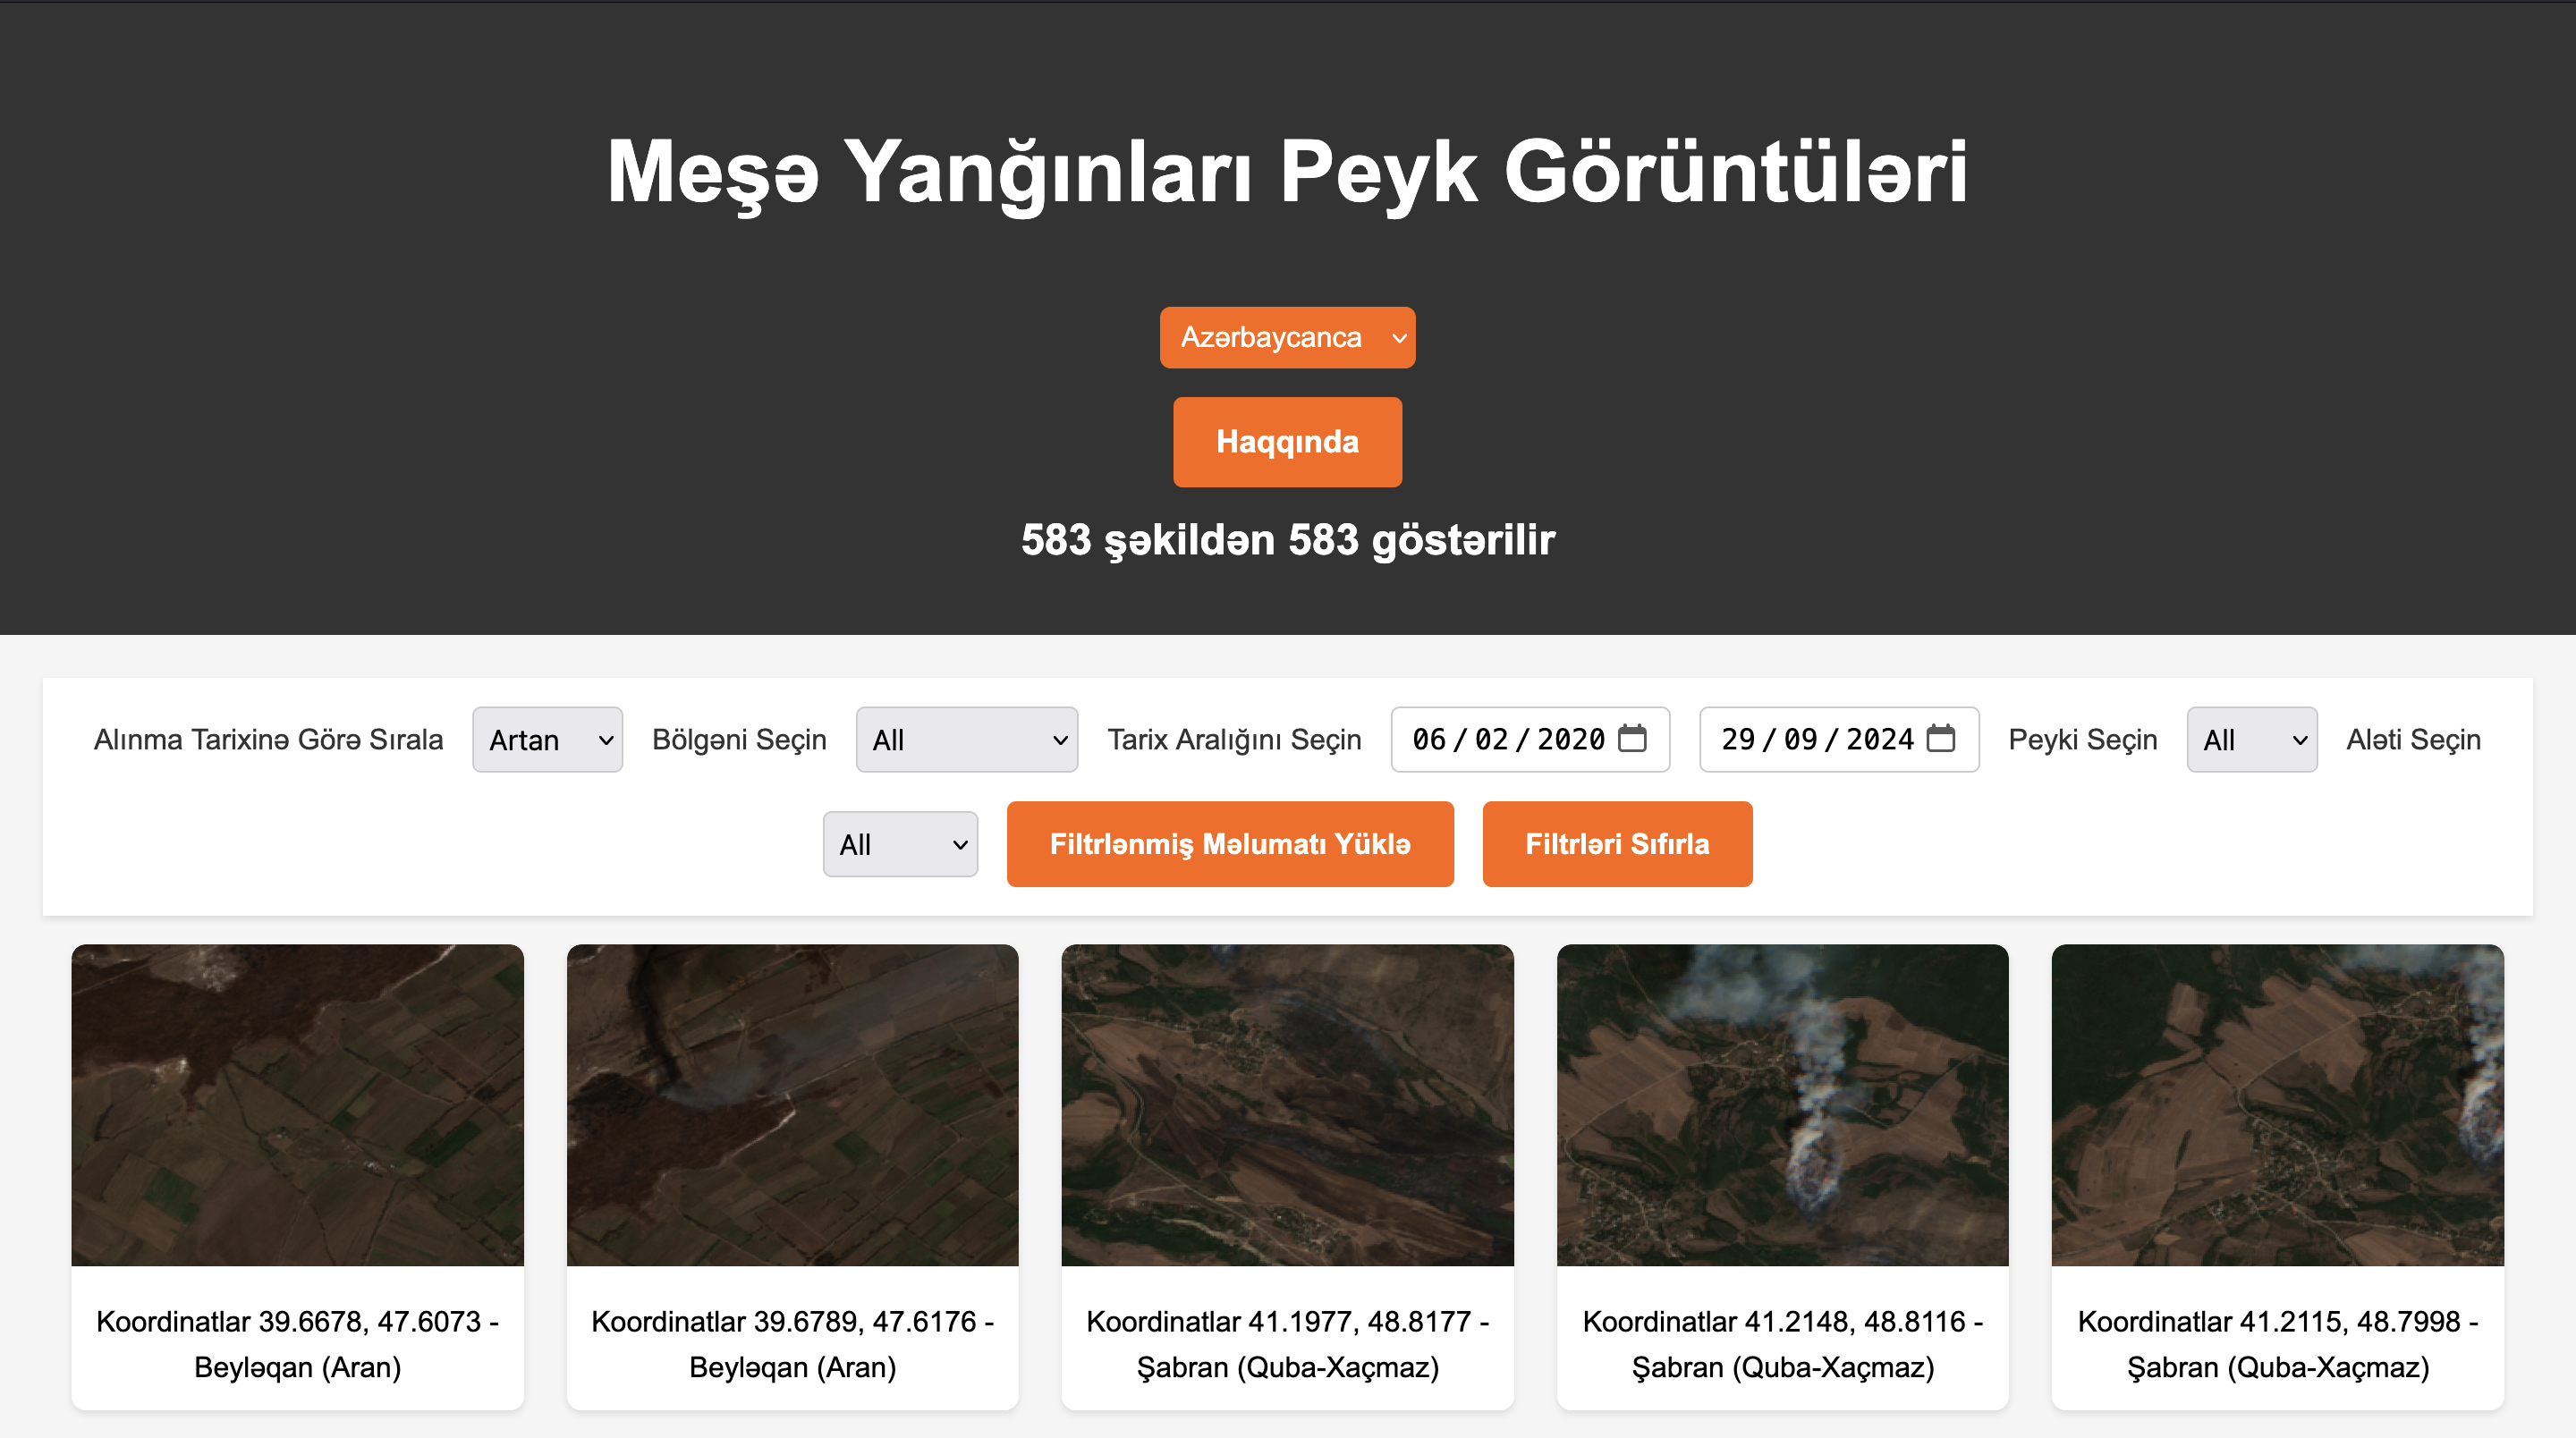 Meşə Yanğınları Peyk Görüntüləri
Azərbaycanca
Haqqında
583 şəkildən 583 göstərilir
Alınma Tarixinə Görə Sırala Artan Bölgəni Seçin All Tarix Aralığını Seçin 06/02/2020 29/09/2024 Peyki Seçin All Aləti Seçin
All Filtrlənmiş Məlumatı Yüklə Filtrləri Sıfırla
Koordinatlar 39.6678, 47.6073 -
Beyləqan (Aran)
Koordinatlar 39.6789, 47.6176 -
Beyləqan (Aran)
Koordinatlar 41.1977, 48.8177 -
Şabran (Quba-Xaçmaz)
Koordinatlar 41.2148, 48.8116 -
Şabran (Quba-Xaçmaz)
Koordinatlar 41.2115, 48.7998 -
Şabran (Quba-Xaçmaz)